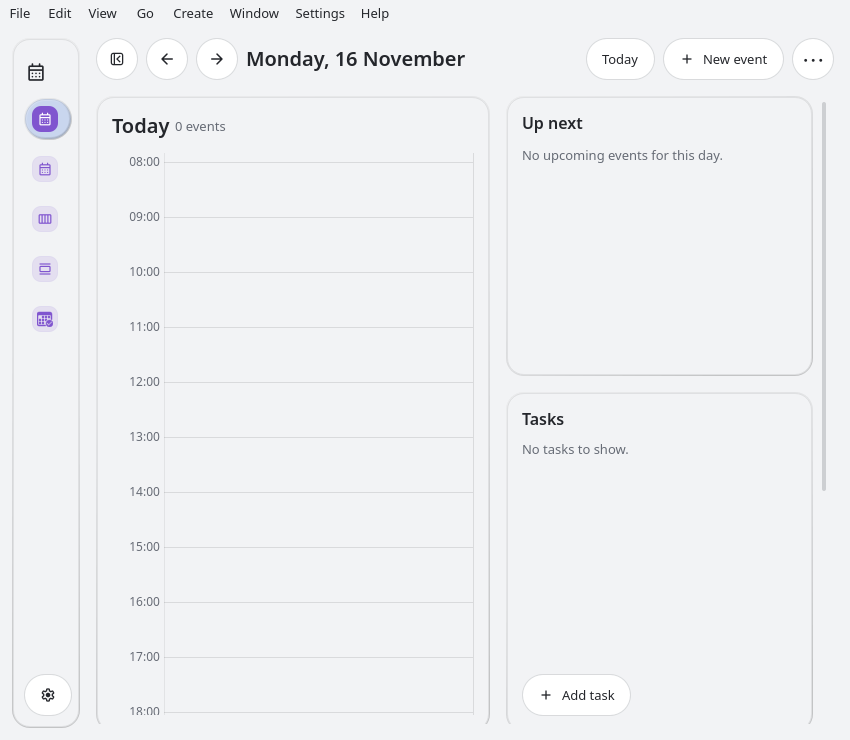 File Edit View Go Create Window Settings Help
Monday, 16 November
Today
New event
Today 0 events
08:00
09:00
10:00
11:00
12:00
13:00
14:00
15:00
16:00
17:00
18:00
Up next
No upcoming events for this day.
Tasks
No tasks to show.
Add task